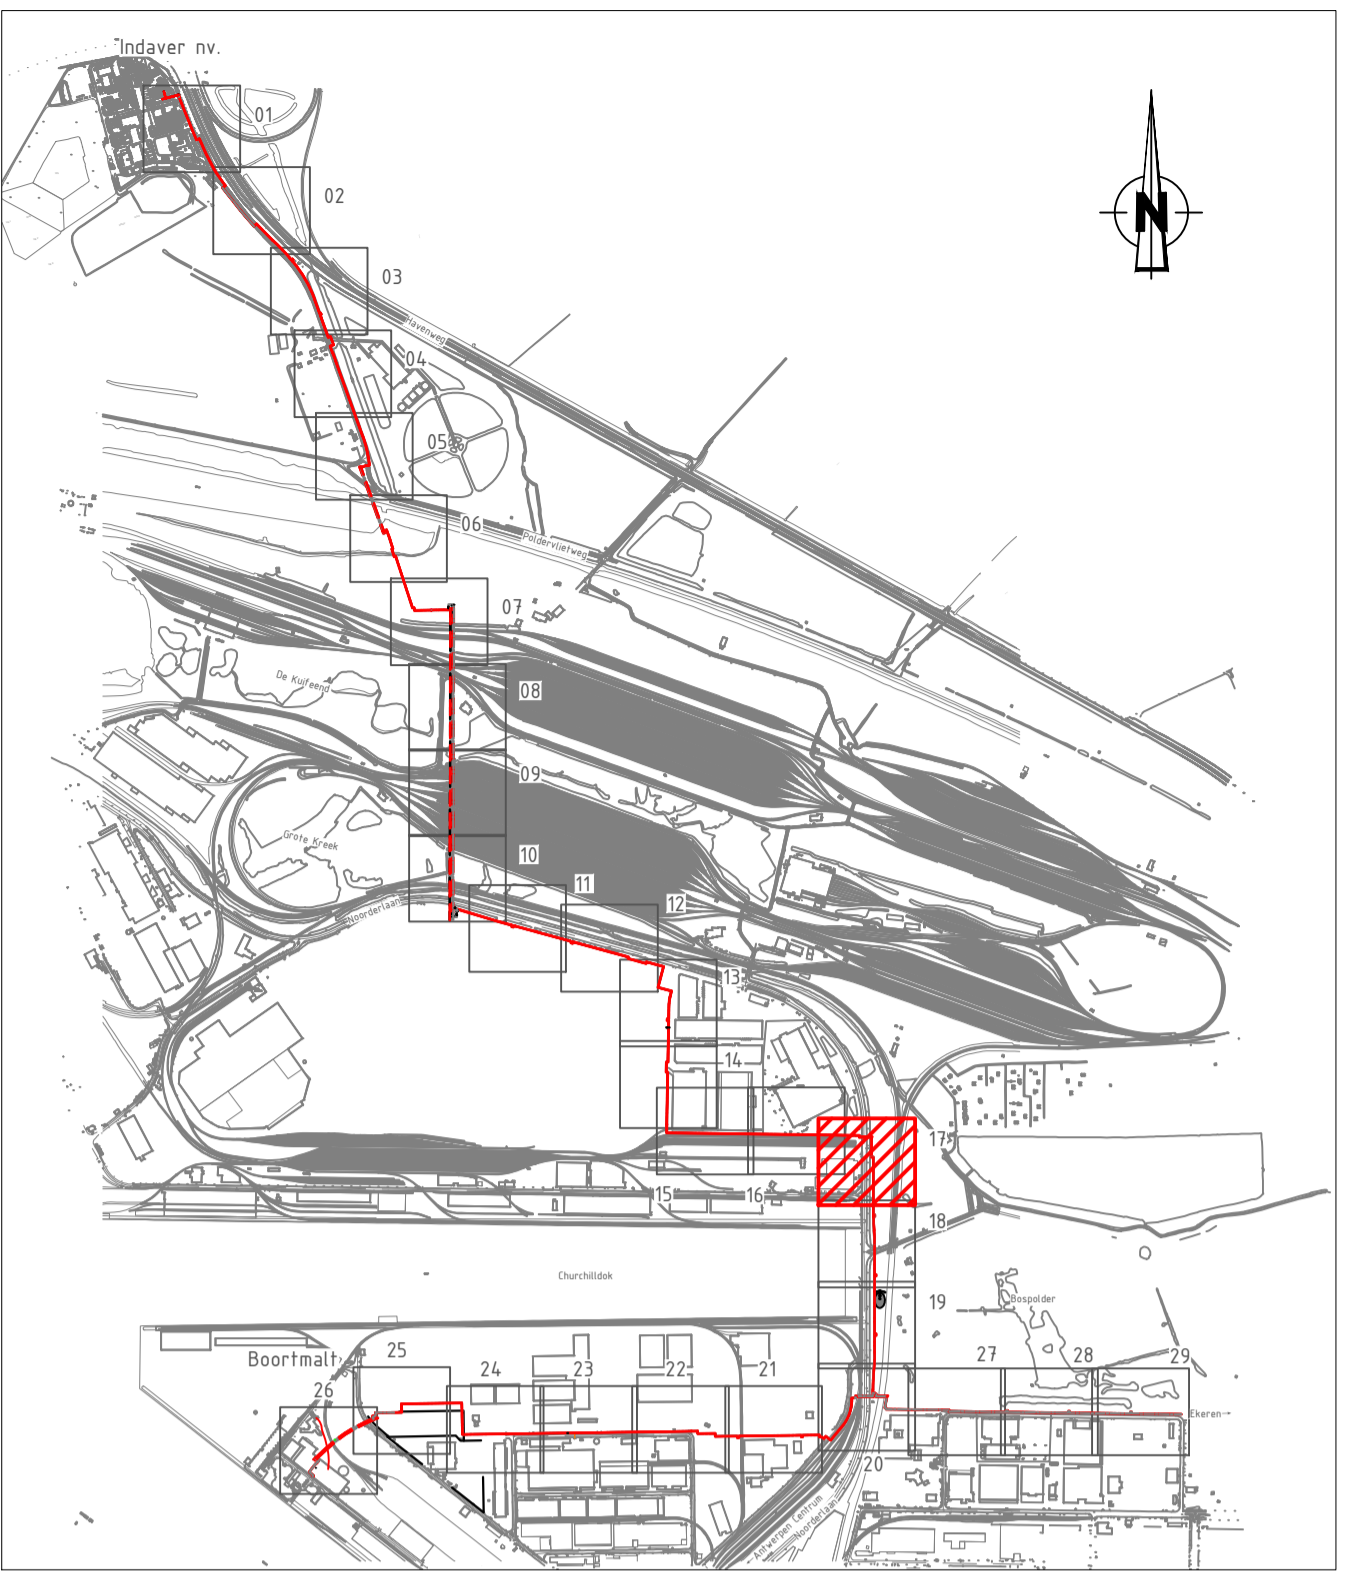 Indaver nv.
01
02
N
03
Havenweg
04
05
06
Poldervlietweg
07
De Kuifeend
08
09
Grote Kreek
10
11
12
Noorderlaan
13
14
17
15
16
18
Churchilldok
19
Bospolder
Boortmalt
25
24
23
22
21
27
28
29
26
Ekeren
20
Antwerpen Centrum
Noorderlaan